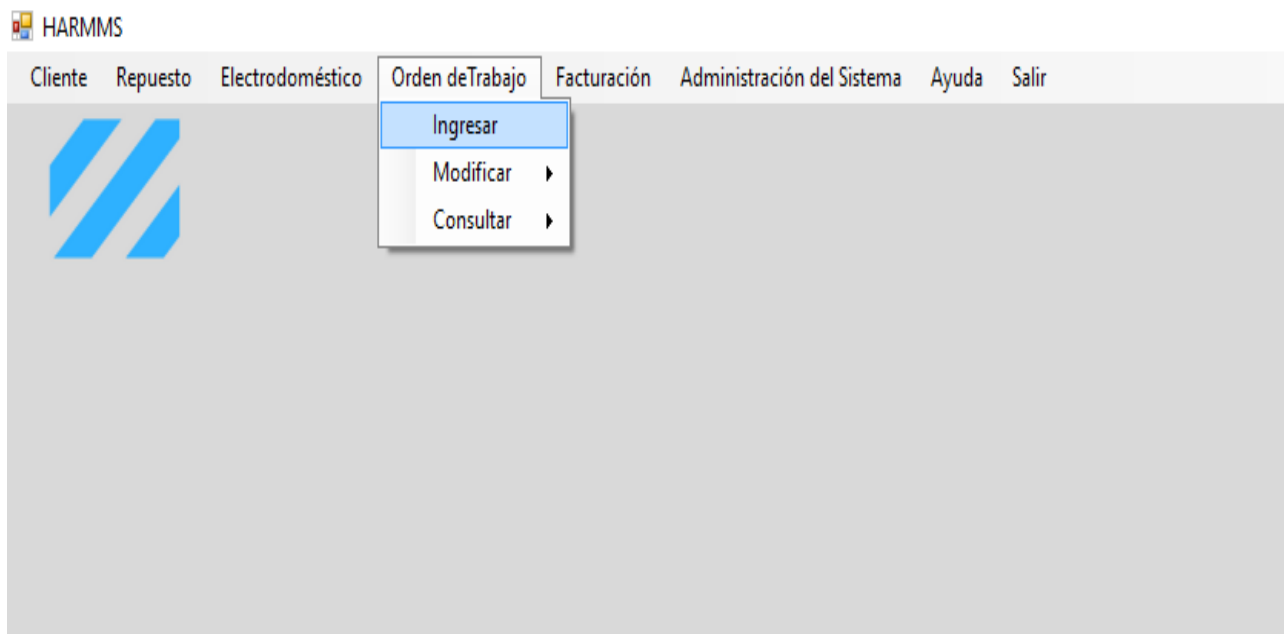 HARMMS
Cliente Repuesto Electrodoméstico Orden deTrabajo Facturación Administración del Sistema Ayuda Salir
Ingresar
Modificar
Consultar